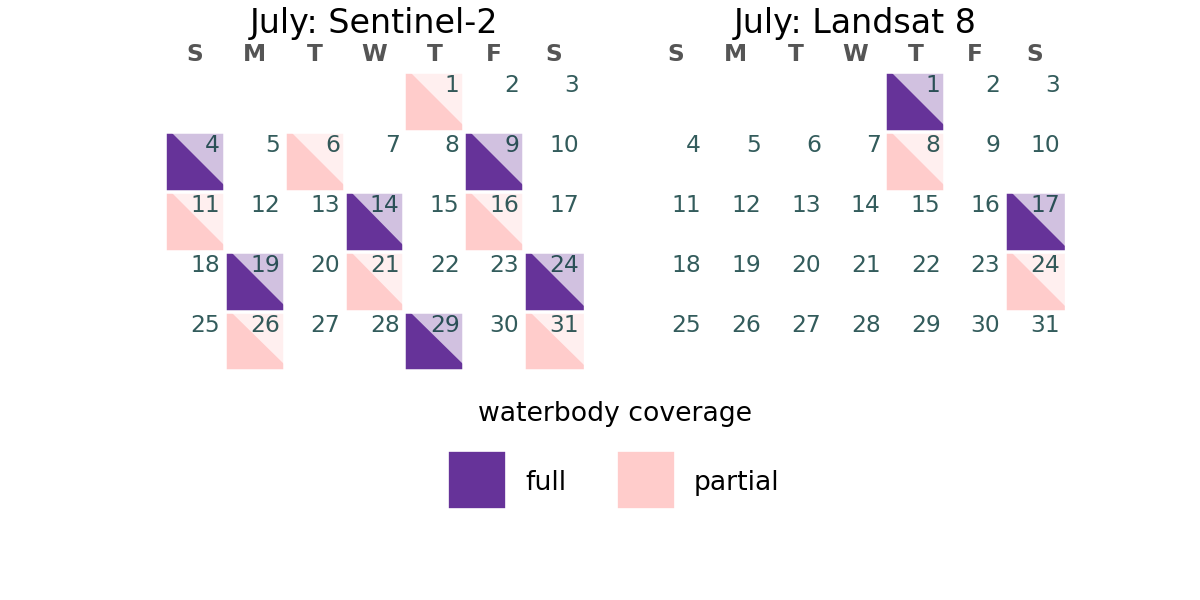 July: Sentinel-2
S M T W T F S
1 2 3
4 5 6 7 8 9 10
11 12 13 14 15 16 17
18 19 20 21 22 23 24
25 26 27 28 29 30 31
July: Landsat 8
S M T W T F S
1 2 3
4 5 6 7 8 9 10
11 12 13 14 15 16 17
18 19 20 21 22 23 24
25 26 27 28 29 30 31
waterbody coverage
full
partial